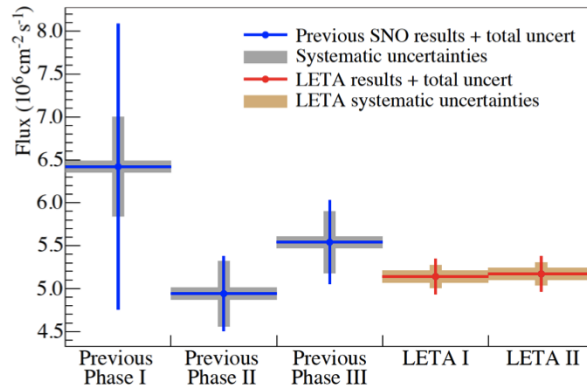 Flux (10⁶cm⁻² s⁻¹)
8.0
7.5
7.0
6.5
6.0
5.5
5.0
4.5
Previous SNO results + total uncert
Systematic uncertainties
LETA results + total uncert
LETA systematic uncertainties
Previous Phase I
Previous Phase II
Previous Phase III
LETA I
LETA II